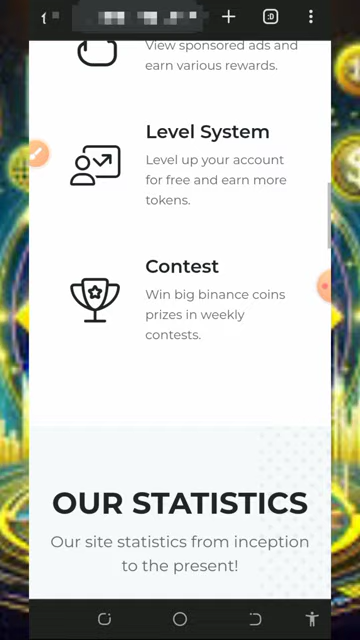 View sponsored ads and
earn various rewards.
Level System
Level up your account
for free and earn more
tokens.
Contest
Win big binance coins
prizes in weekly
contests.
OUR STATISTICS
Our site statistics from inception
to the present!